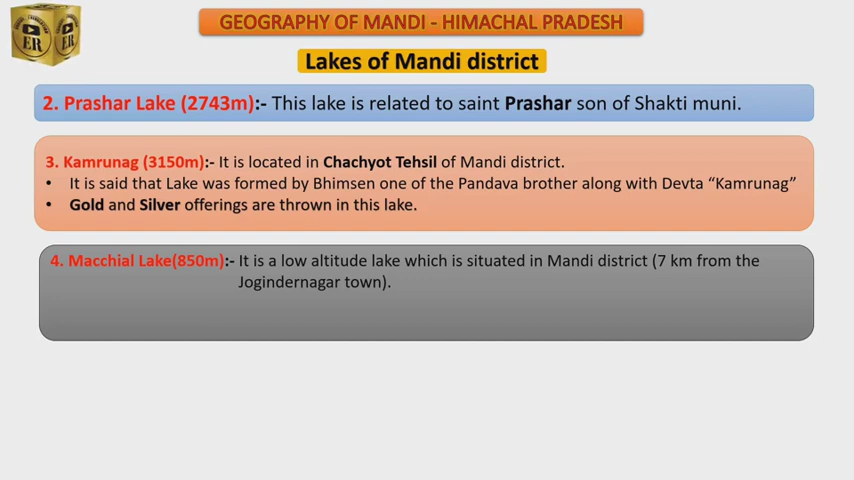 ER
ER
GEOGRAPHY OF MANDI - HIMACHAL PRADESH
Lakes of Mandi district
2. Prashar Lake (2743m):- This lake is related to saint Prashar son of Shakti muni.
3. Kamrunag (3150m):- It is located in Chachyot Tehsil of Mandi district.
• It is said that Lake was formed by Bhimsen one of the Pandava brother along with Devta “Kamrunag”
• Gold and Silver offerings are thrown in this lake.
4. Macchial Lake(850m):- It is a low altitude lake which is situated in Mandi district (7 km from the
Jogindernagar town).